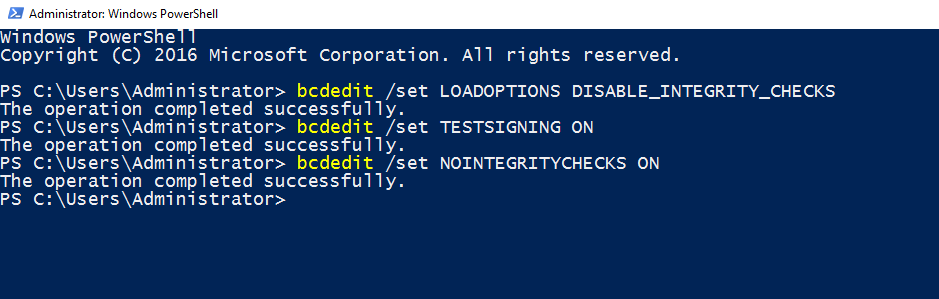 Administrator: Windows PowerShell
Windows PowerShell
Copyright (C) 2016 Microsoft Corporation. All rights reserved.
PS C:\Users\Administrator> bcdedit /set LOADOPTIONS DISABLE_INTEGRITY_CHECKS
The operation completed successfully.
PS C:\Users\Administrator> bcdedit /set TESTSIGNING ON
The operation completed successfully.
PS C:\Users\Administrator> bcdedit /set NOINTEGRITYCHECKS ON
The operation completed successfully.
PS C:\Users\Administrator>